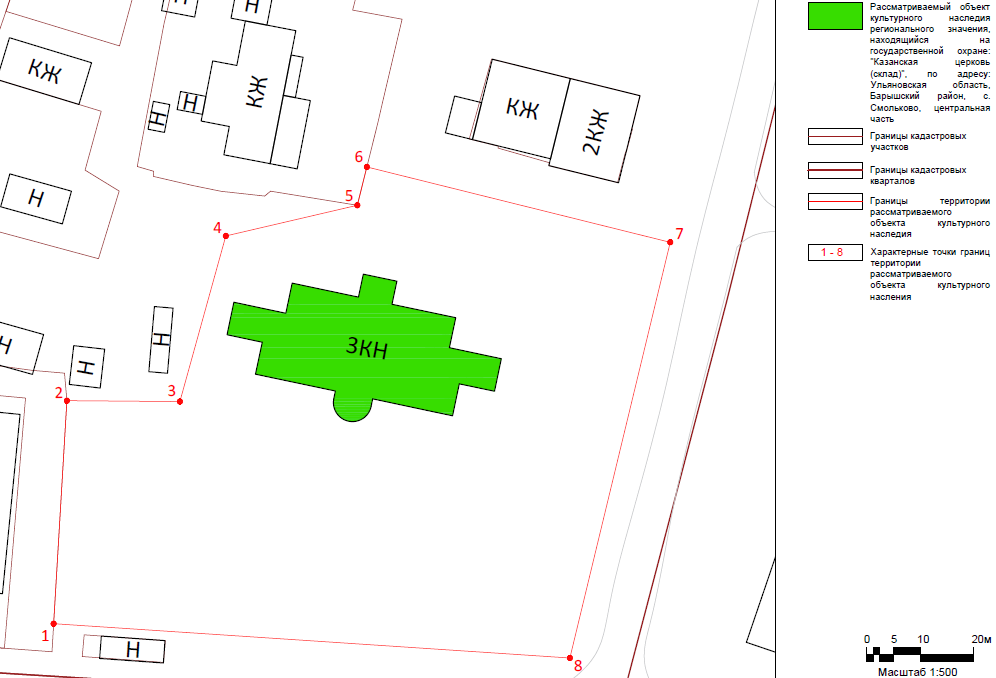 Н
Н
КЖ
КЖ
Н
Н
КЖ
2КЖ
6
Н
5
4
7
3КН
Н
Н
Н
2
3
1
Н
8
Рассматриваемый объект
культурного наследия
регионального значения,
находящийся на
государственной охране:
"Казанская церковь
(склад)", по адресу:
Ульяновская область,
Барышский район, с.
Смольково, центральная
часть
Границы кадастровых
участков
Границы кадастровых
кварталов
Границы территории
рассматриваемого
объекта культурного
наследия
1 - 8
Характерные точки границ
территории
рассматриваемого
объекта культурного
насления
0 5 10 20м
Масштаб 1:500